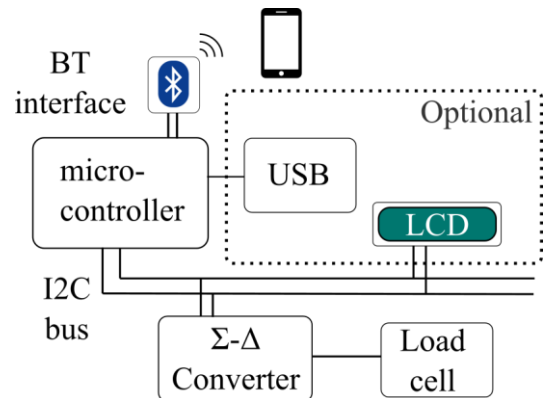 BT
interface
Optional
micro-
controller
USB
LCD
I2C
bus
Σ-Δ
Converter
Load
cell